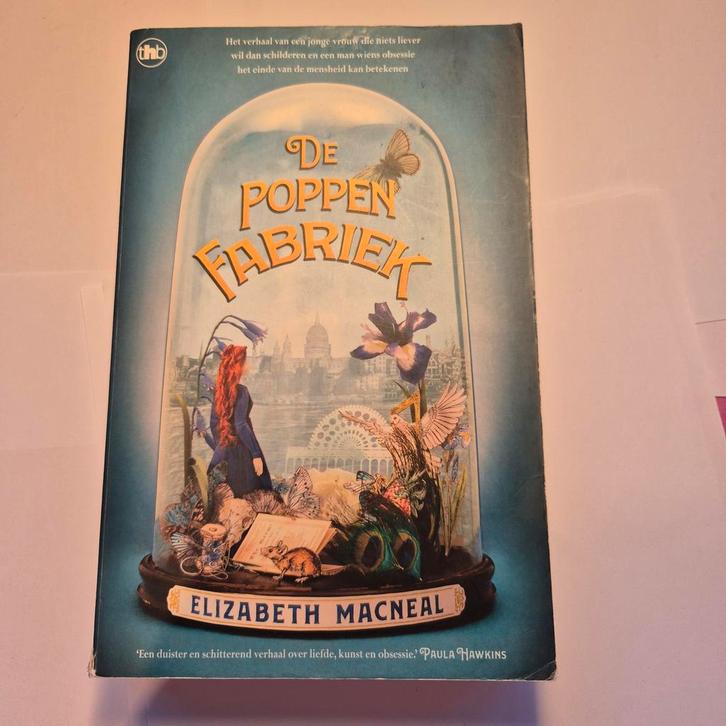 thb
Het verhaal van een jonge vrouw die niets liever
wil dan schilderen en een man wiens obsessie
het einde van de mensheid kan betekenen
DE
POPPEN
FABRIEK
ELIZABETH MACNEAL
‘Een duister en schitterend verhaal over liefde, kunst en obsessie.’ PAULA HAWKINS